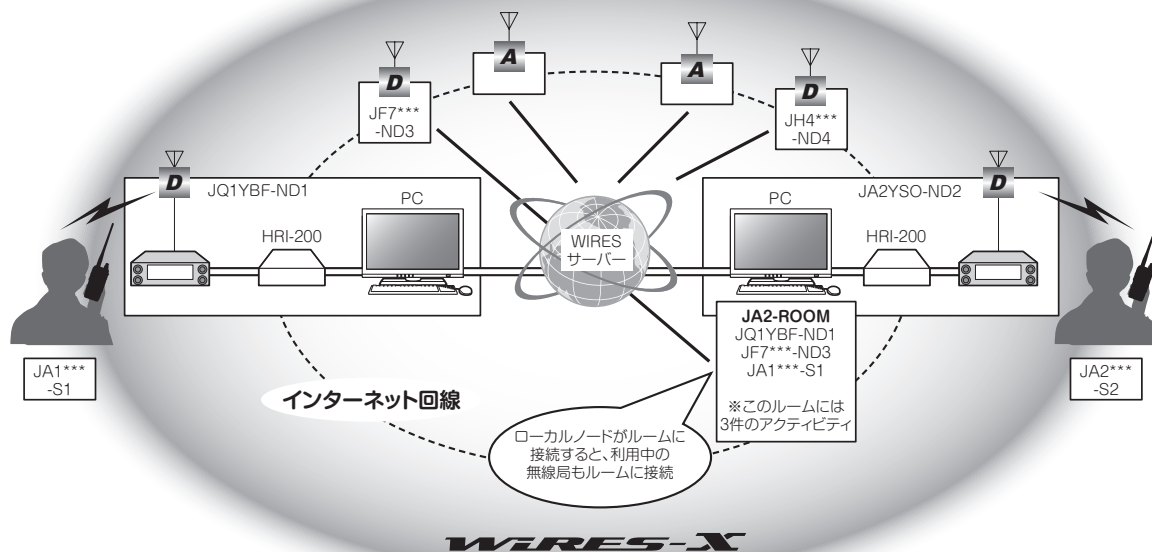 A
A
D
D
JF7***
-ND3
JH4***
-ND4
D
JQ1YBF-ND1
JA2YSO-ND2
D
PC
PC
HRI-200
HRI-200
WIRES
サーバー
JA1***
-S1
JA2***
-S2
JA2-ROOM
JQ1YBF-ND1
JF7***-ND3
JA1***-S1
※このルームには
3件のアクティビティ
インターネット回線
ローカルノードがルームに
接続すると、利用中の
無線局もルームに接続
WiRES-X